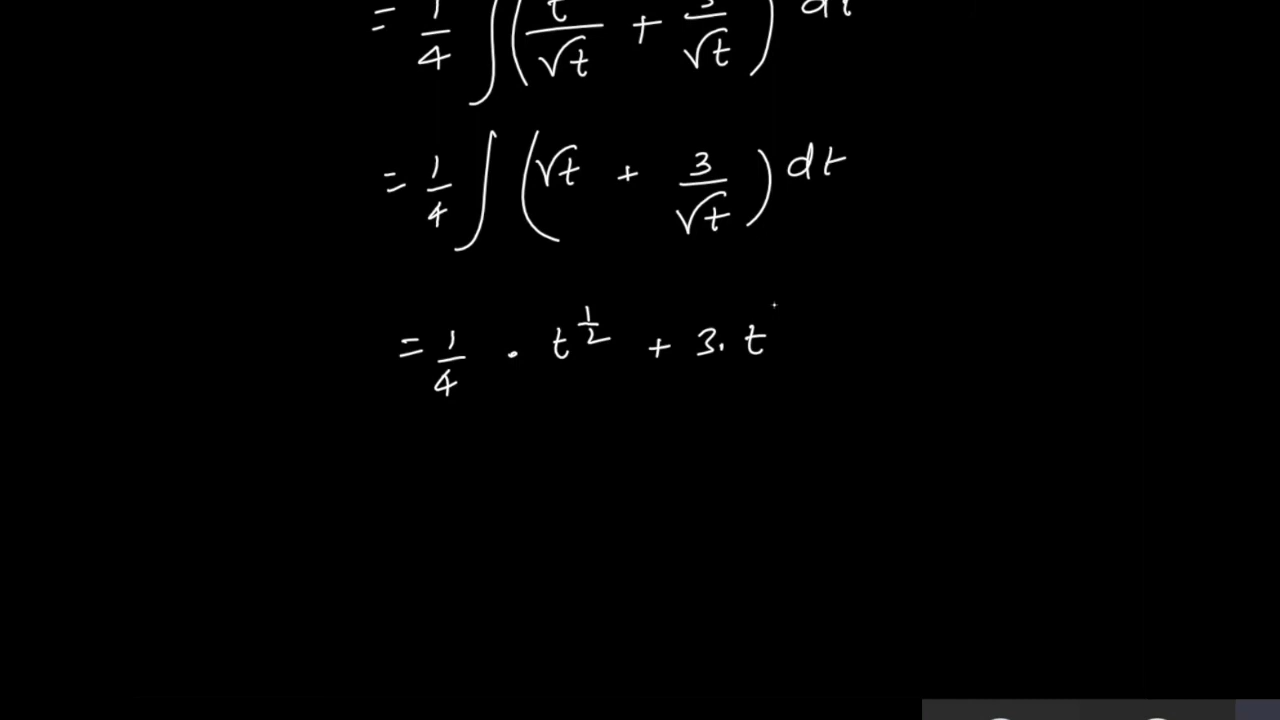 = 1/4 ∫ (t/√t + 3/√t) dt
= 1/4 ∫ (√t + 3/√t) dt
= 1/4 . t^1/2 + 3. t